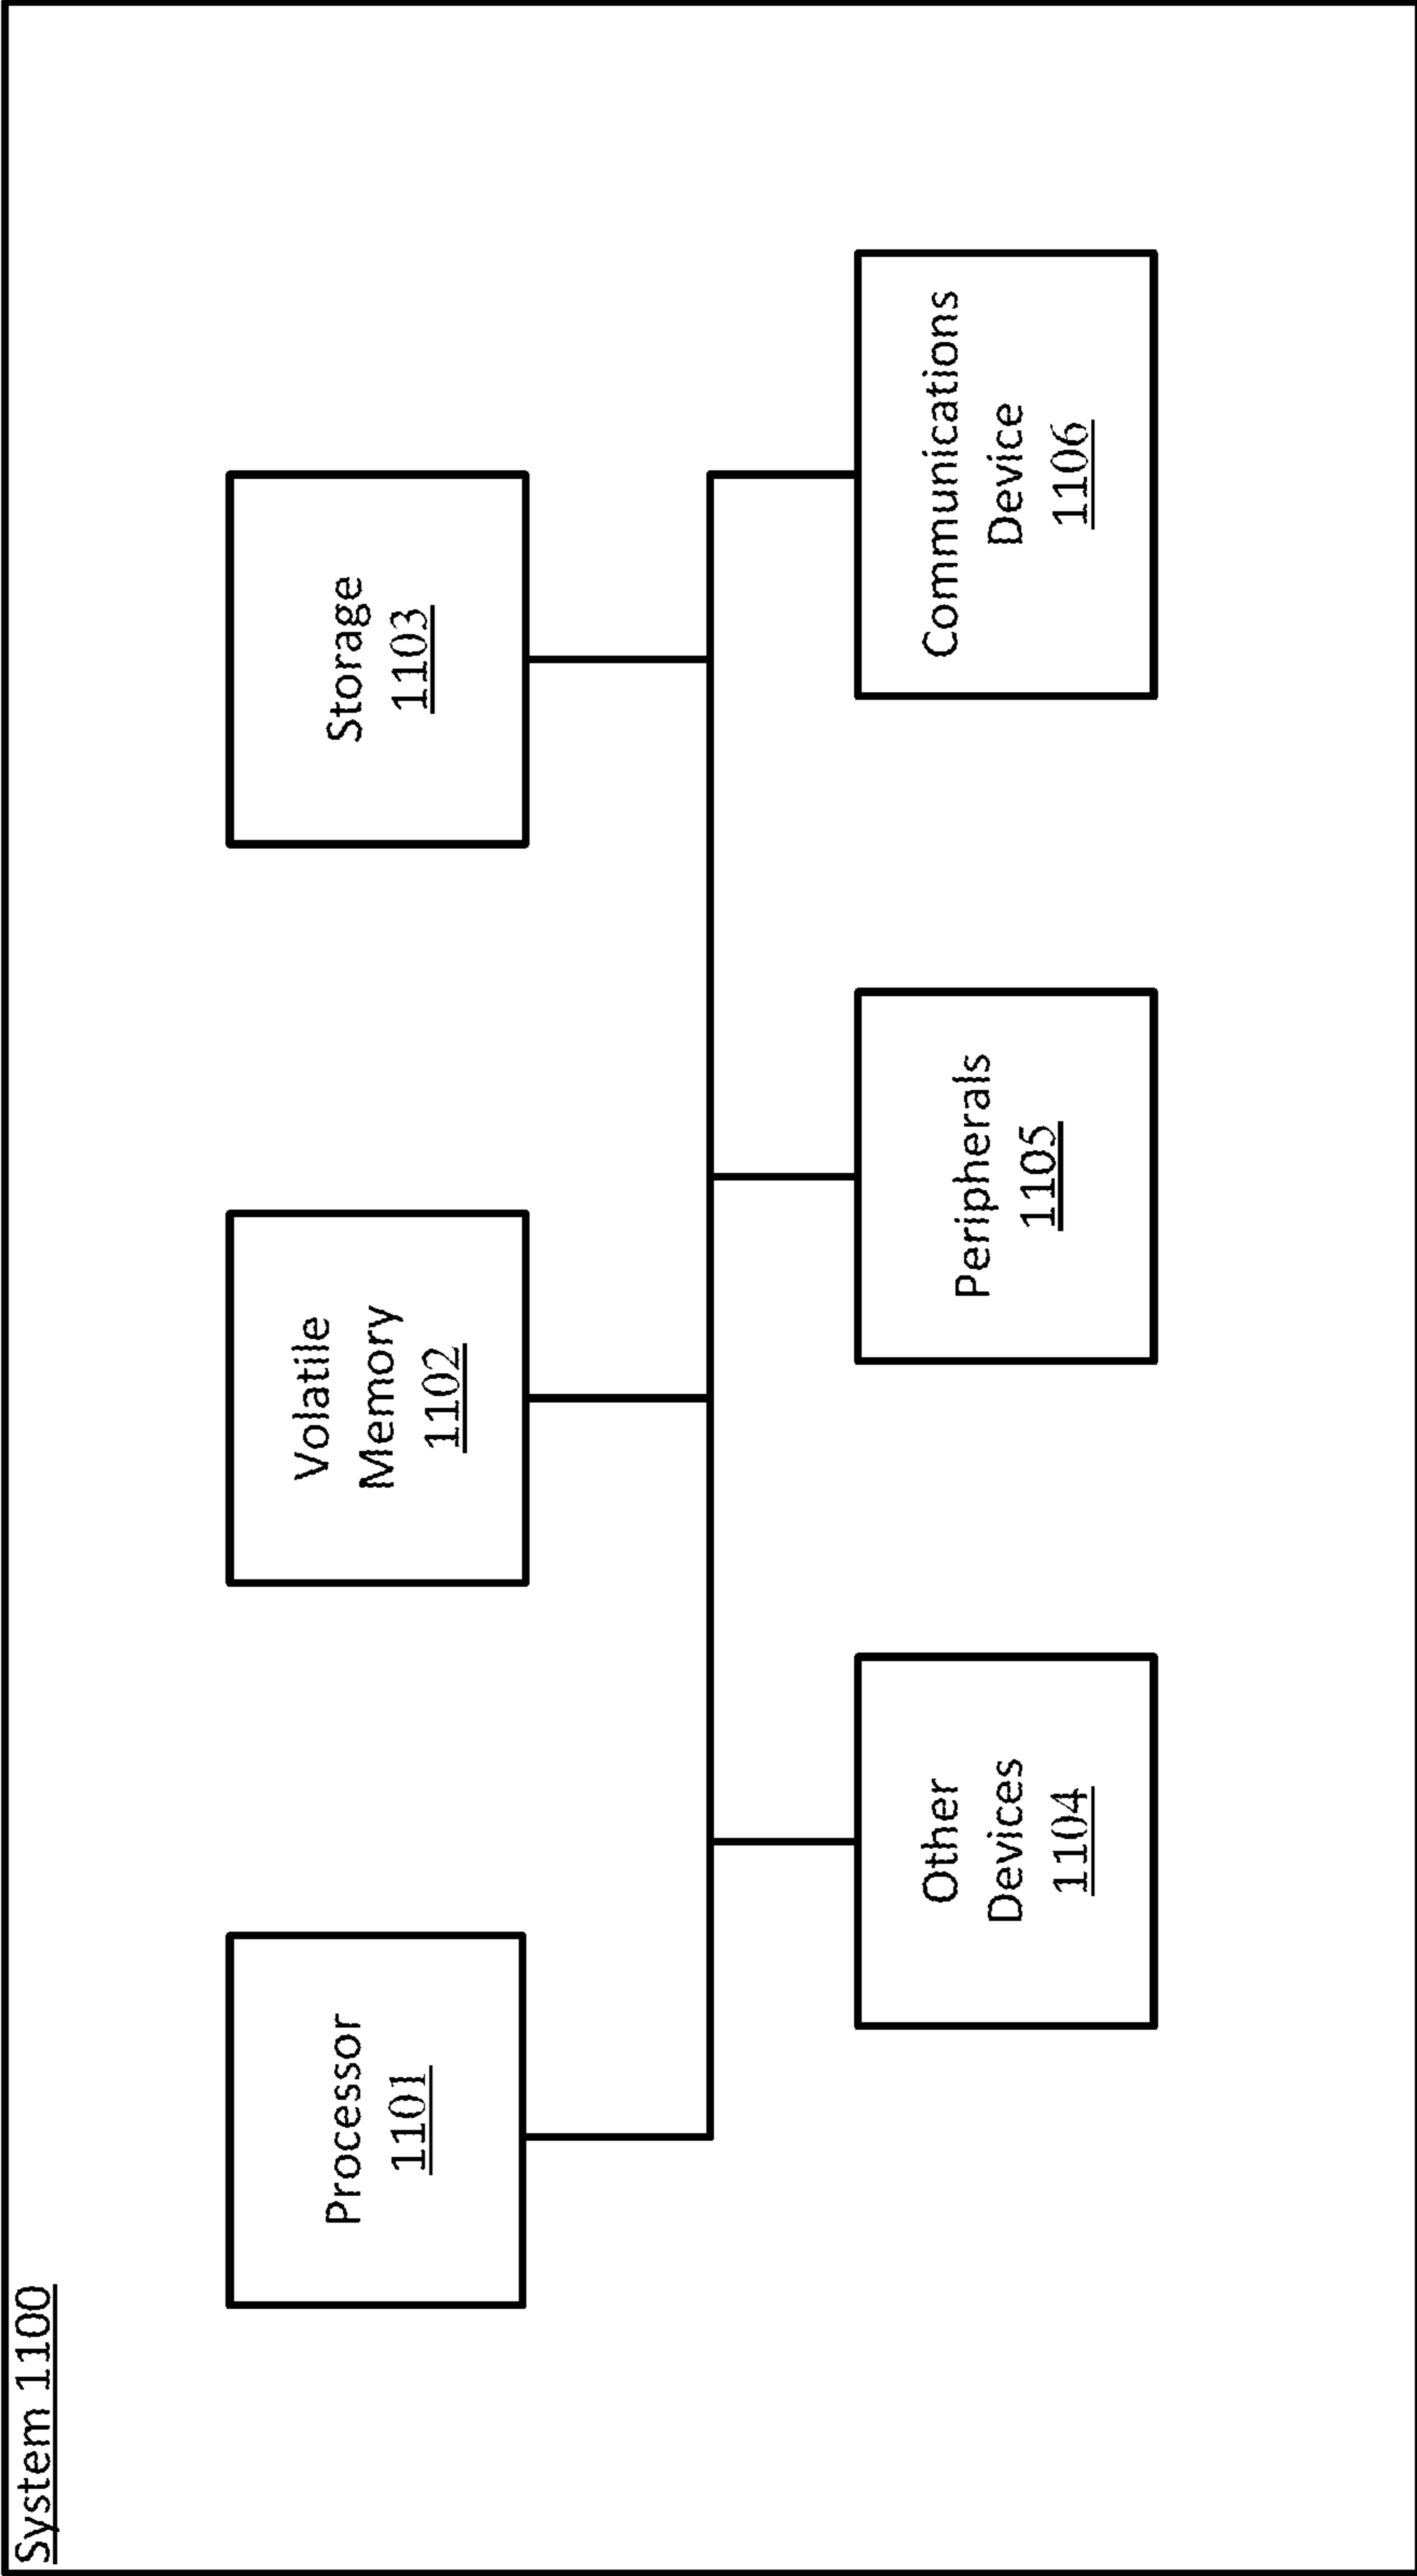 System 1100
Processor
1101
Volatile
Memory
1102
Storage
1103
Other
Devices
1104
Peripherals
1105
Communications
Device
1106